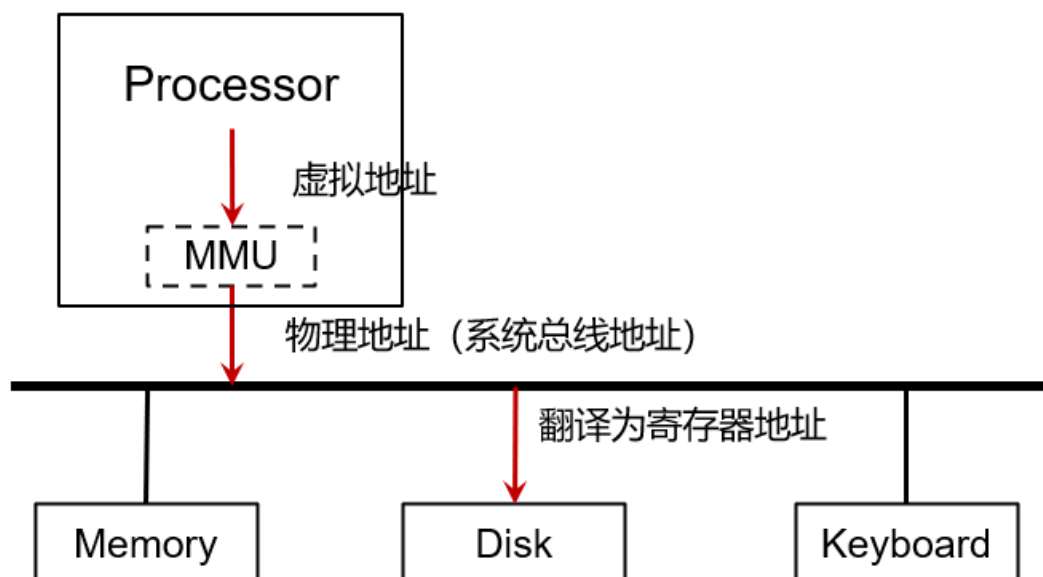 Processor
虚拟地址
MMU
物理地址（系统总线地址）
翻译为寄存器地址
Memory
Disk
Keyboard